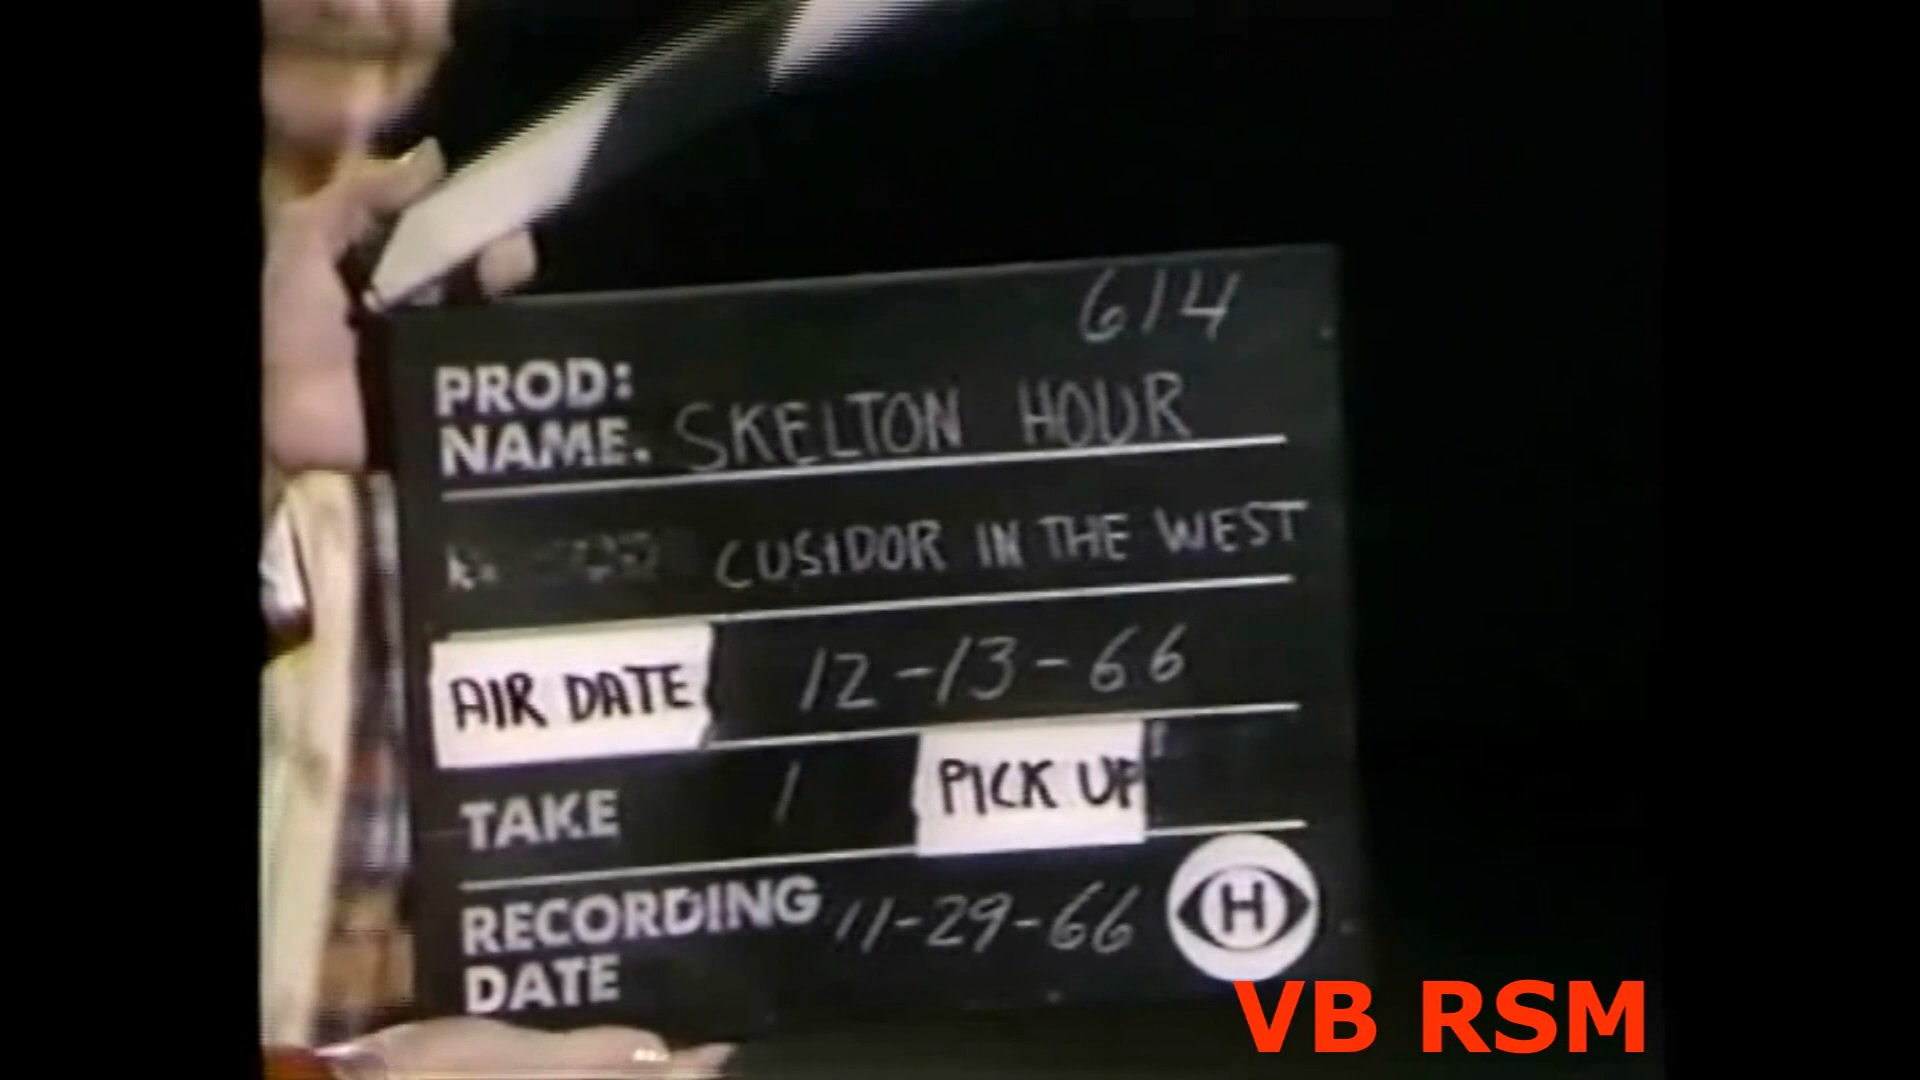 614
PROD:
NAME. SKELTON HOUR
CUSIDOR IN THE WEST
AIR DATE 12-13-66
TAKE 1 PICK UP
RECORDING 11-29-66
DATE
H
VB RSM